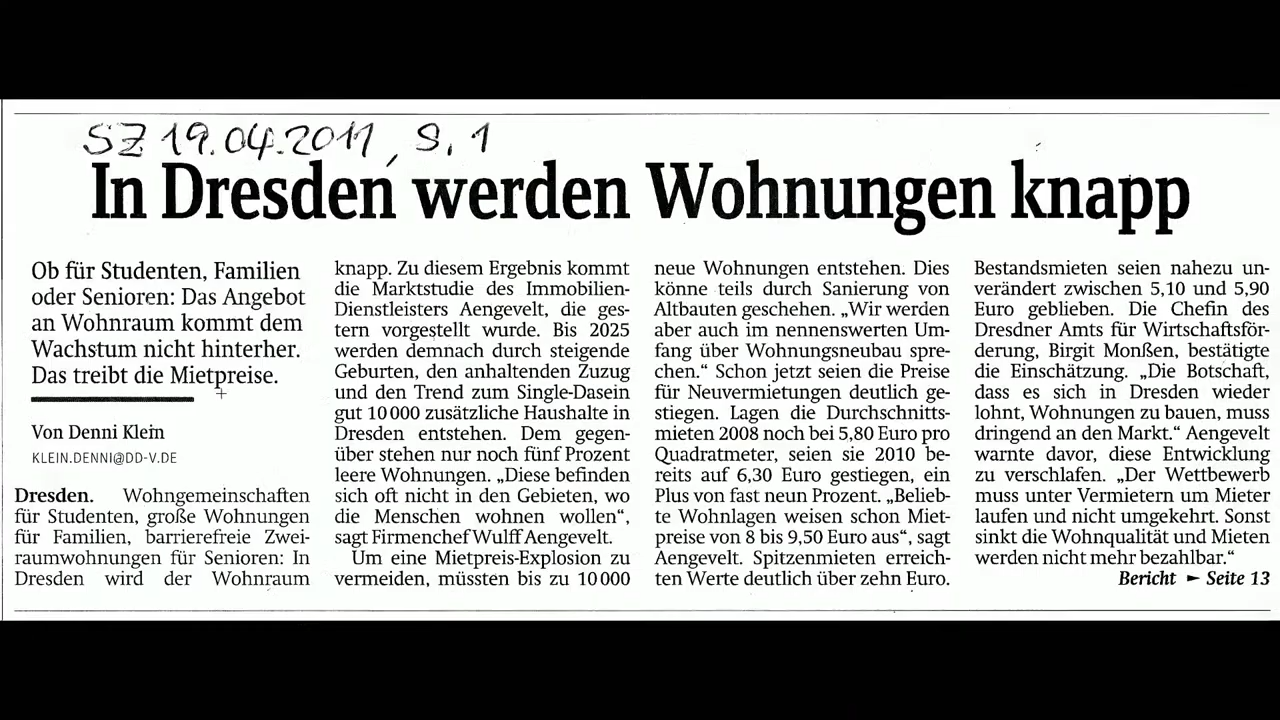 SZ 19.04.2011, S. 1
In Dresden werden Wohnungen knapp
Ob für Studenten, Familien
oder Senioren: Das Angebot
an Wohnraum kommt dem
Wachstum nicht hinterher.
Das treibt die Mietpreise.
Von Denni Klein
KLEIN.DENNI@DD-V.DE
Dresden. Wohngemeinschaften
für Studenten, große Wohnungen
für Familien, barrierefreie Zwei-
raumwohnungen für Senioren: In
Dresden wird der Wohnraum
knapp. Zu diesem Ergebnis kommt
die Marktstudie des Immobilien-
Dienstleisters Aengevelt, die ges-
tern vorgestellt wurde. Bis 2025
werden demnach durch steigende
Geburten, den anhaltenden Zuzug
und den Trend zum Single-Dasein
gut 10 000 zusätzliche Haushalte in
Dresden entstehen. Dem gegen-
über stehen nur noch fünf Prozent
leere Wohnungen. „Diese befinden
sich oft nicht in den Gebieten, wo
die Menschen wohnen wollen“,
sagt Firmenchef Wulff Aengevelt.
Um eine Mietpreis-Explosion zu
vermeiden, müssten bis zu 10 000
neue Wohnungen entstehen. Dies
könne teils durch Sanierung von
Altbauten geschehen. „Wir werden
aber auch im nennenswerten Um-
fang über Wohnungsneubau spre-
chen.“ Schon jetzt seien die Preise
für Neuvermietungen deutlich ge-
stiegen. Lagen die Durchschnitts-
mieten 2008 noch bei 5,80 Euro pro
Quadratmeter, seien sie 2010 be-
reits auf 6,30 Euro gestiegen, ein
Plus von fast neun Prozent. „Belieb-
te Wohnlagen weisen schon Miet-
preise von 8 bis 9,50 Euro aus“, sagt
Aengevelt. Spitzenmieten erreich-
ten Werte deutlich über zehn Euro.
Bestandsmieten seien nahezu un-
verändert zwischen 5,10 und 5,90
Euro geblieben. Die Chefin des
Dresdner Amts für Wirtschaftsför-
derung, Birgit Monßen, bestätigte
die Einschätzung. „Die Botschaft,
dass es sich in Dresden wieder
lohnt, Wohnungen zu bauen, muss
dringend an den Markt.“ Aengevelt
warnte davor, diese Entwicklung
zu verschlafen. „Der Wettbewerb
muss unter Vermietern um Mieter
laufen und nicht umgekehrt. Sonst
sinkt die Wohnqualität und Mieten
werden nicht mehr bezahlbar.“
Bericht ► Seite 13